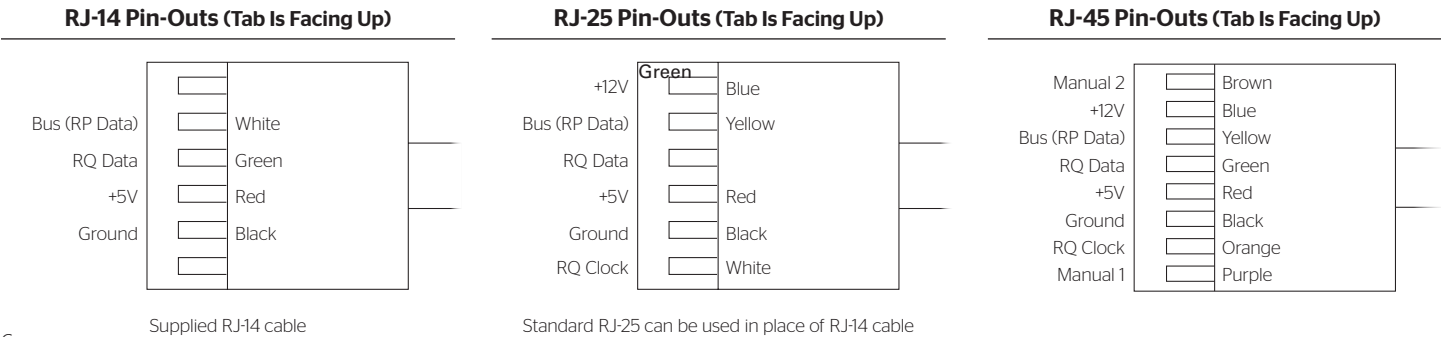 RJ-14 Pin-Outs (Tab Is Facing Up)
Bus (RP Data) White
RQ Data Green
+5V Red
Ground Black
Supplied RJ-14 cable
RJ-25 Pin-Outs (Tab Is Facing Up)
Green
+12V Blue
Bus (RP Data) Yellow
RQ Data
+5V Red
Ground Black
RQ Clock White
Standard RJ-25 can be used in place of RJ-14 cable
RJ-45 Pin-Outs (Tab Is Facing Up)
Manual 2 Brown
+12V Blue
Bus (RP Data) Yellow
RQ Data Green
+5V Red
Ground Black
RQ Clock Orange
Manual 1 Purple